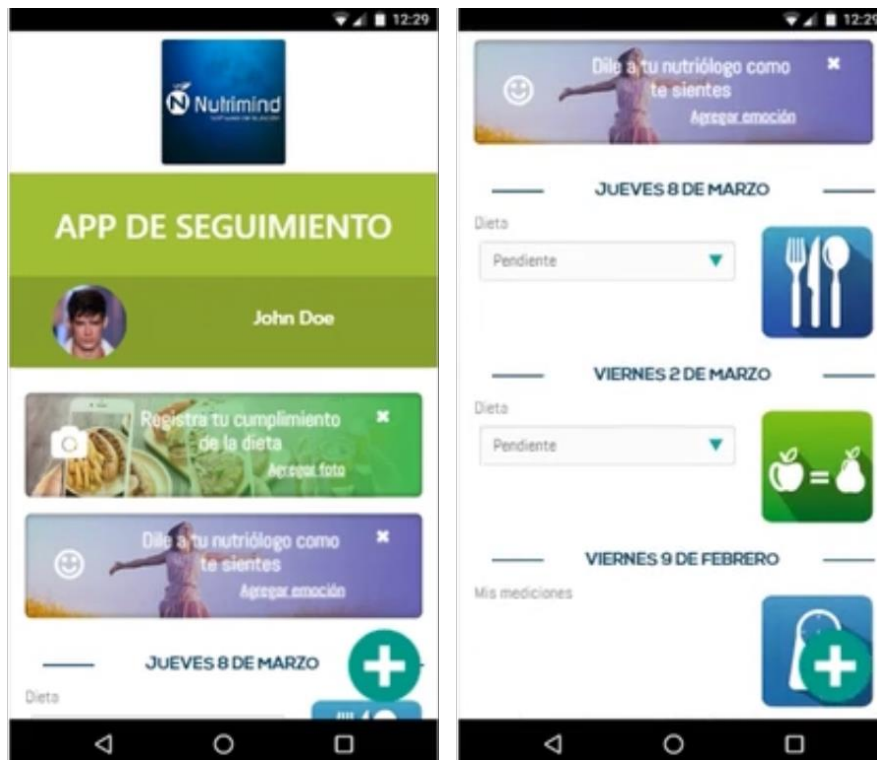 12:29
Nutrimind
APP DE SEGUIMIENTO
John Doe
Registra tu cumplimiento
de la dieta
Agregar foto
Dile a tu nutriólogo como
te sientes
Agregar emoción
JUEVES 8 DE MARZO
Dieta
12:29
Dile a tu nutriólogo como
te sientes
Agregar emoción
JUEVES 8 DE MARZO
Dieta
Pendiente
VIERNES 2 DE MARZO
Dieta
Pendiente
VIERNES 9 DE FEBRERO
Mis mediciones